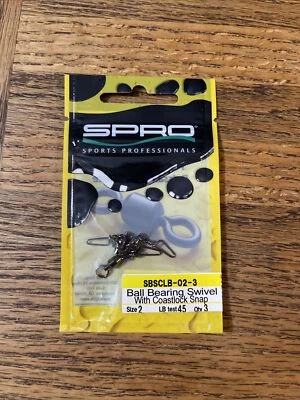 SPRO
SPORTS PROFESSIONALS
SBSCLB-02-3
Ball Bearing Swivel
With Coastlock Snap
Size 2 LB test 45 Qty 3